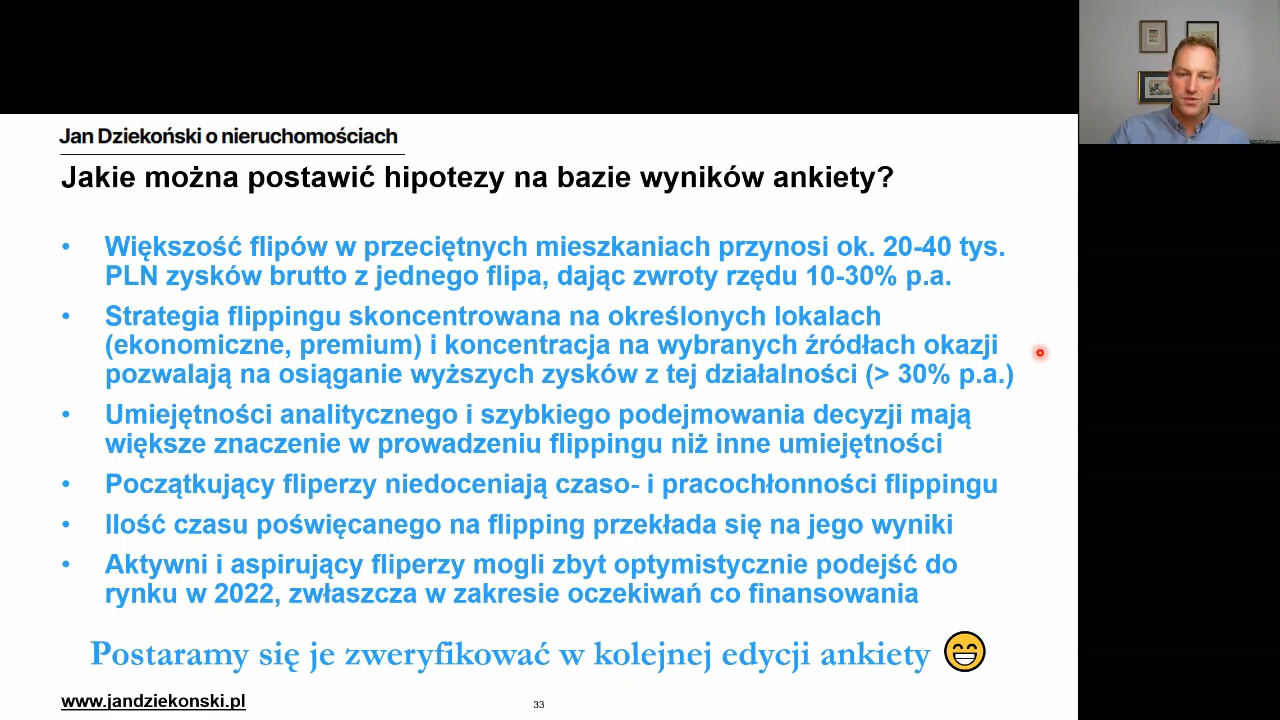 Jan Dziekoński o nieruchomościach
Jakie można postawić hipotezy na bazie wyników ankiety?
• Większość flipów w przeciętnych mieszkaniach przynosi ok. 20-40 tys.
PLN zysków brutto z jednego flipa, dając zwroty rzędu 10-30% p.a.
• Strategia flippingu skoncentrowana na określonych lokalach
(ekonomiczne, premium) i koncentracja na wybranych źródłach okazji
pozwalają na osiąganie wyższych zysków z tej działalności (> 30% p.a.)
• Umiejętności analitycznego i szybkiego podejmowania decyzji mają
większe znaczenie w prowadzeniu flippingu niż inne umiejętności
• Początkujący fliperzy niedoceniają czaso- i pracochłonności flippingu
• Ilość czasu poświęcanego na flipping przekłada się na jego wyniki
• Aktywni i aspirujący fliperzy mogli zbyt optymistycznie podejść do
rynku w 2022, zwłaszcza w zakresie oczekiwań co finansowania
Postaramy się je zweryfikować w kolejnej edycji ankiety 😁
www.jandziekonski.pl
33